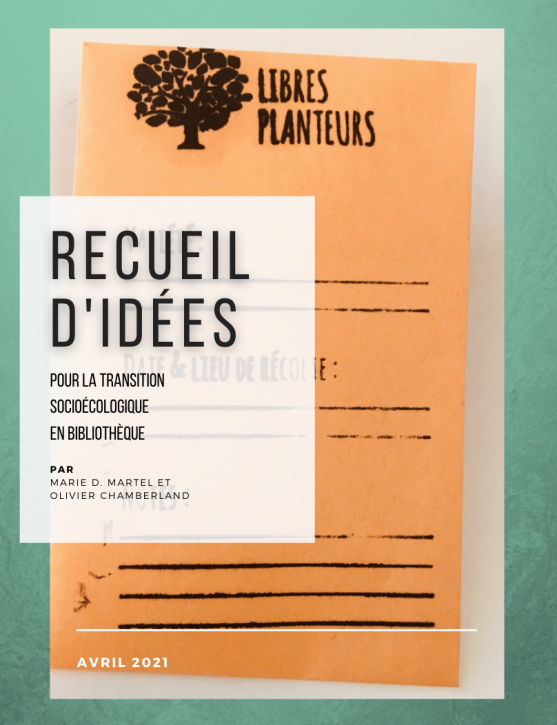 LIBRES
PLANTEURS
RECUEIL
D'IDÉES
DATE & LIEU DE RÉCOLTE :
POUR LA TRANSITION
SOCIOÉCOLOGIQUE
EN BIBLIOTHÈQUE
PAR
MARIE D. MARTEL ET
OLIVIER CHAMBERLAND
NOTES :
AVRIL 2021